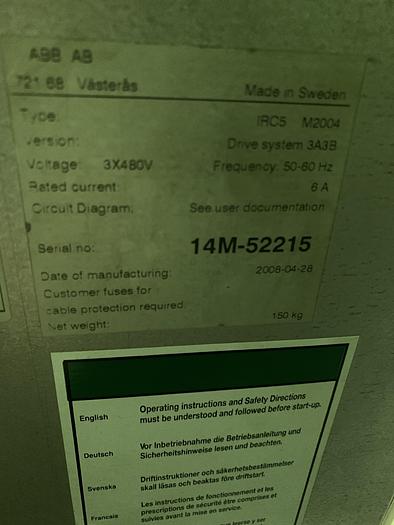 ABB AB
721 68 Västerås
Made in Sweden
Type: IRC5 M2004
Version: Drive system 3A3B
Voltage: 3X480V Frequency: 50-60 Hz
Rated current: 6 A
Circuit Diagram: See user documentation
Serial no: 14M-52215
Date of manufacturing: 2008-04-28
Customer fuses for
cable protection required:
Net weight: 150 kg
English Operating instructions and Safety Directions
must be understood and followed before start-up.
Deutsch Vor Inbetriebnahme die Betriebsanleitung und
Sicherheitshinweise lesen und beachten.
Svenska Driftinstruktioner och säkerhetsbestämmelser
skall läsas och beaktas före driftstart.
Francais Les instructions de fonctionnement et les
prescriptions de sécurité être comprises et
suivies avant la mise en service.